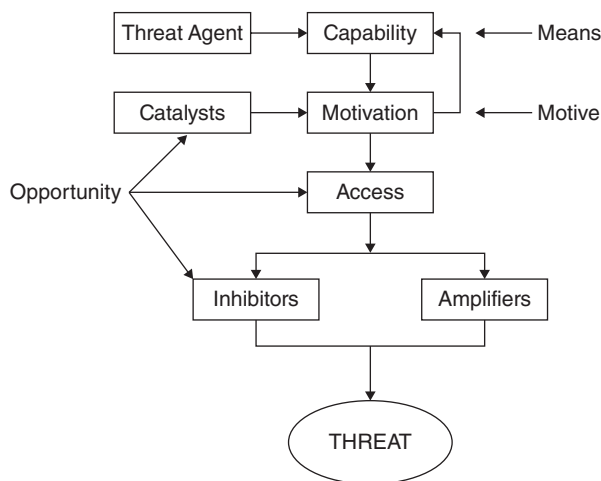 Threat Agent
Capability
Means
Catalysts
Motivation
Motive
Opportunity
Access
Inhibitors
Amplifiers
THREAT